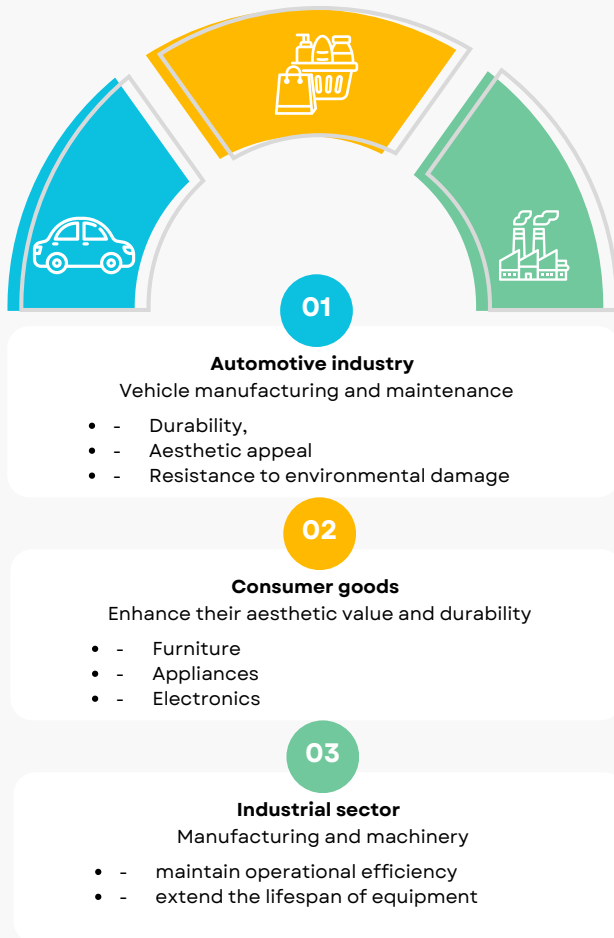 01
Automotive industry
Vehicle manufacturing and maintenance
• - Durability,
• - Aesthetic appeal
• - Resistance to environmental damage
02
Consumer goods
Enhance their aesthetic value and durability
• - Furniture
• - Appliances
• - Electronics
03
Industrial sector
Manufacturing and machinery
• - maintain operational efficiency
• - extend the lifespan of equipment